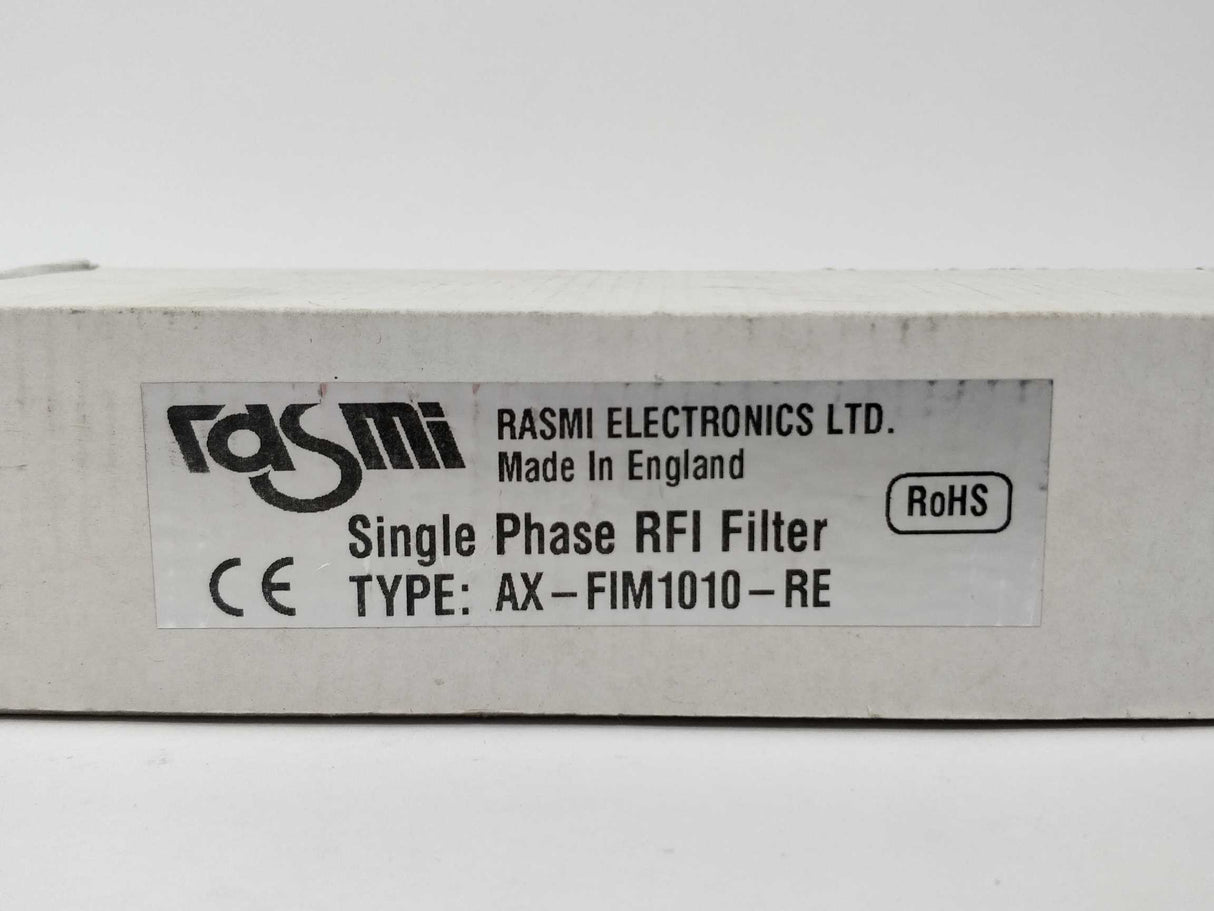 rasmi
RASMI ELECTRONICS LTD.
Made In England
RoHS
Single Phase RFI Filter
CE
TYPE: AX-FIM1010-RE